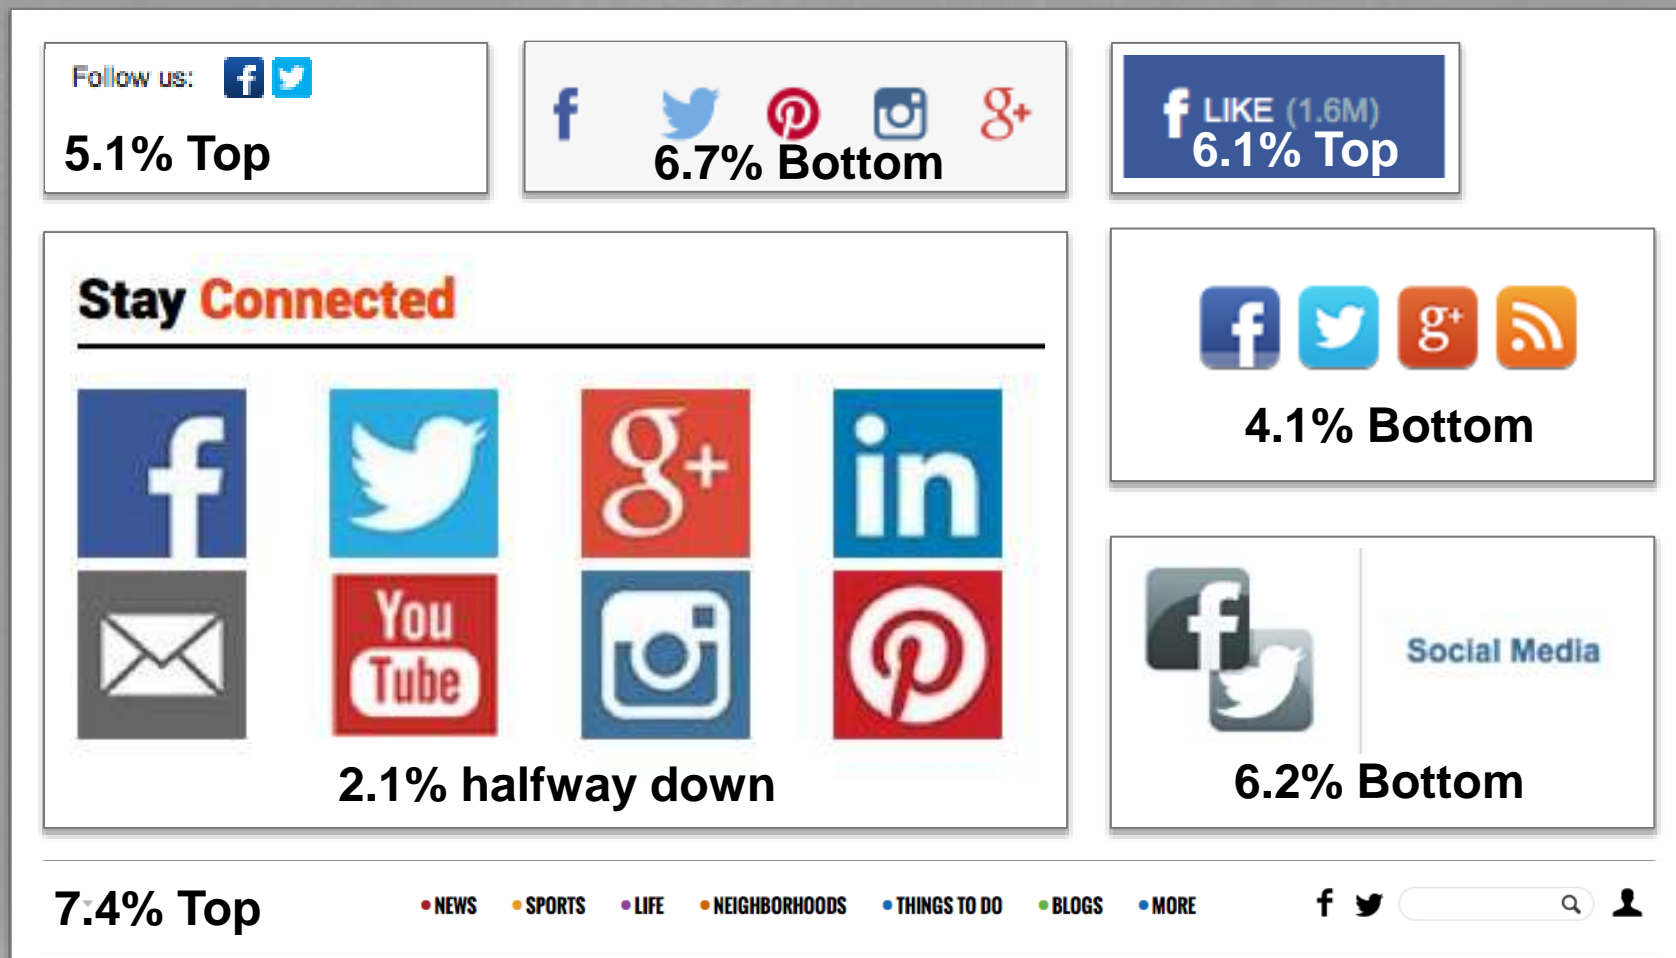 Follow us:
5.1% Top
6.7% Bottom
LIKE (1.6M)
6.1% Top
Stay Connected
in
You
Tube
2.1% halfway down
g+
4.1% Bottom
Social Media
6.2% Bottom
7.4% Top
NEWS
SPORTS
LIFE
NEIGHBORHOODS
THINGS TO DO
BLOGS
MORE